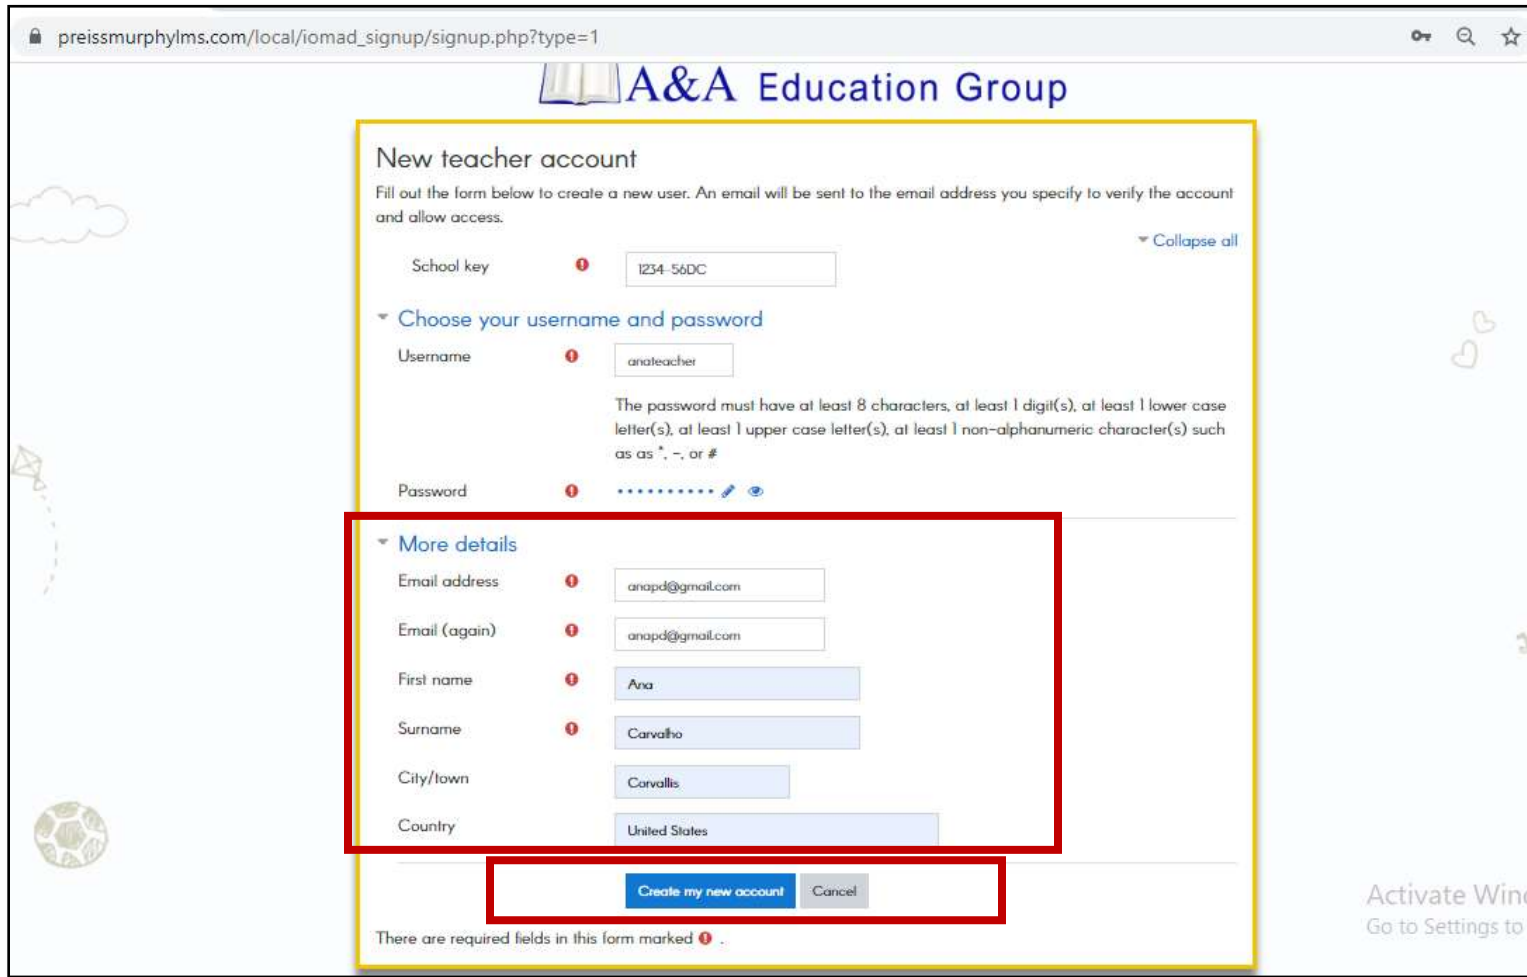 preissmurphylms.com/local/iomad_signup/signup.php?type=1
A&A Education Group
New teacher account
Fill out the form below to create a new user. An email will be sent to the email address you specify to verify the account
and allow access.
Collapse all
School key
1234-56DC
Choose your username and password
Username
anateacher
The password must have at least 8 characters, at least 1 digit(s), at least 1 lower case
letter(s), at least 1 upper case letter(s), at least 1 non-alphanumeric character(s) such
as as *, -, or #
Password
••••••••••
More details
Email address
anapd@gmail.com
Email (again)
anapd@gmail.com
First name
Ana
Surname
Carvalho
City/town
Corvallis
Country
United States
Create my new account
Cancel
There are required fields in this form marked .
Activate Wind
Go to Settings to